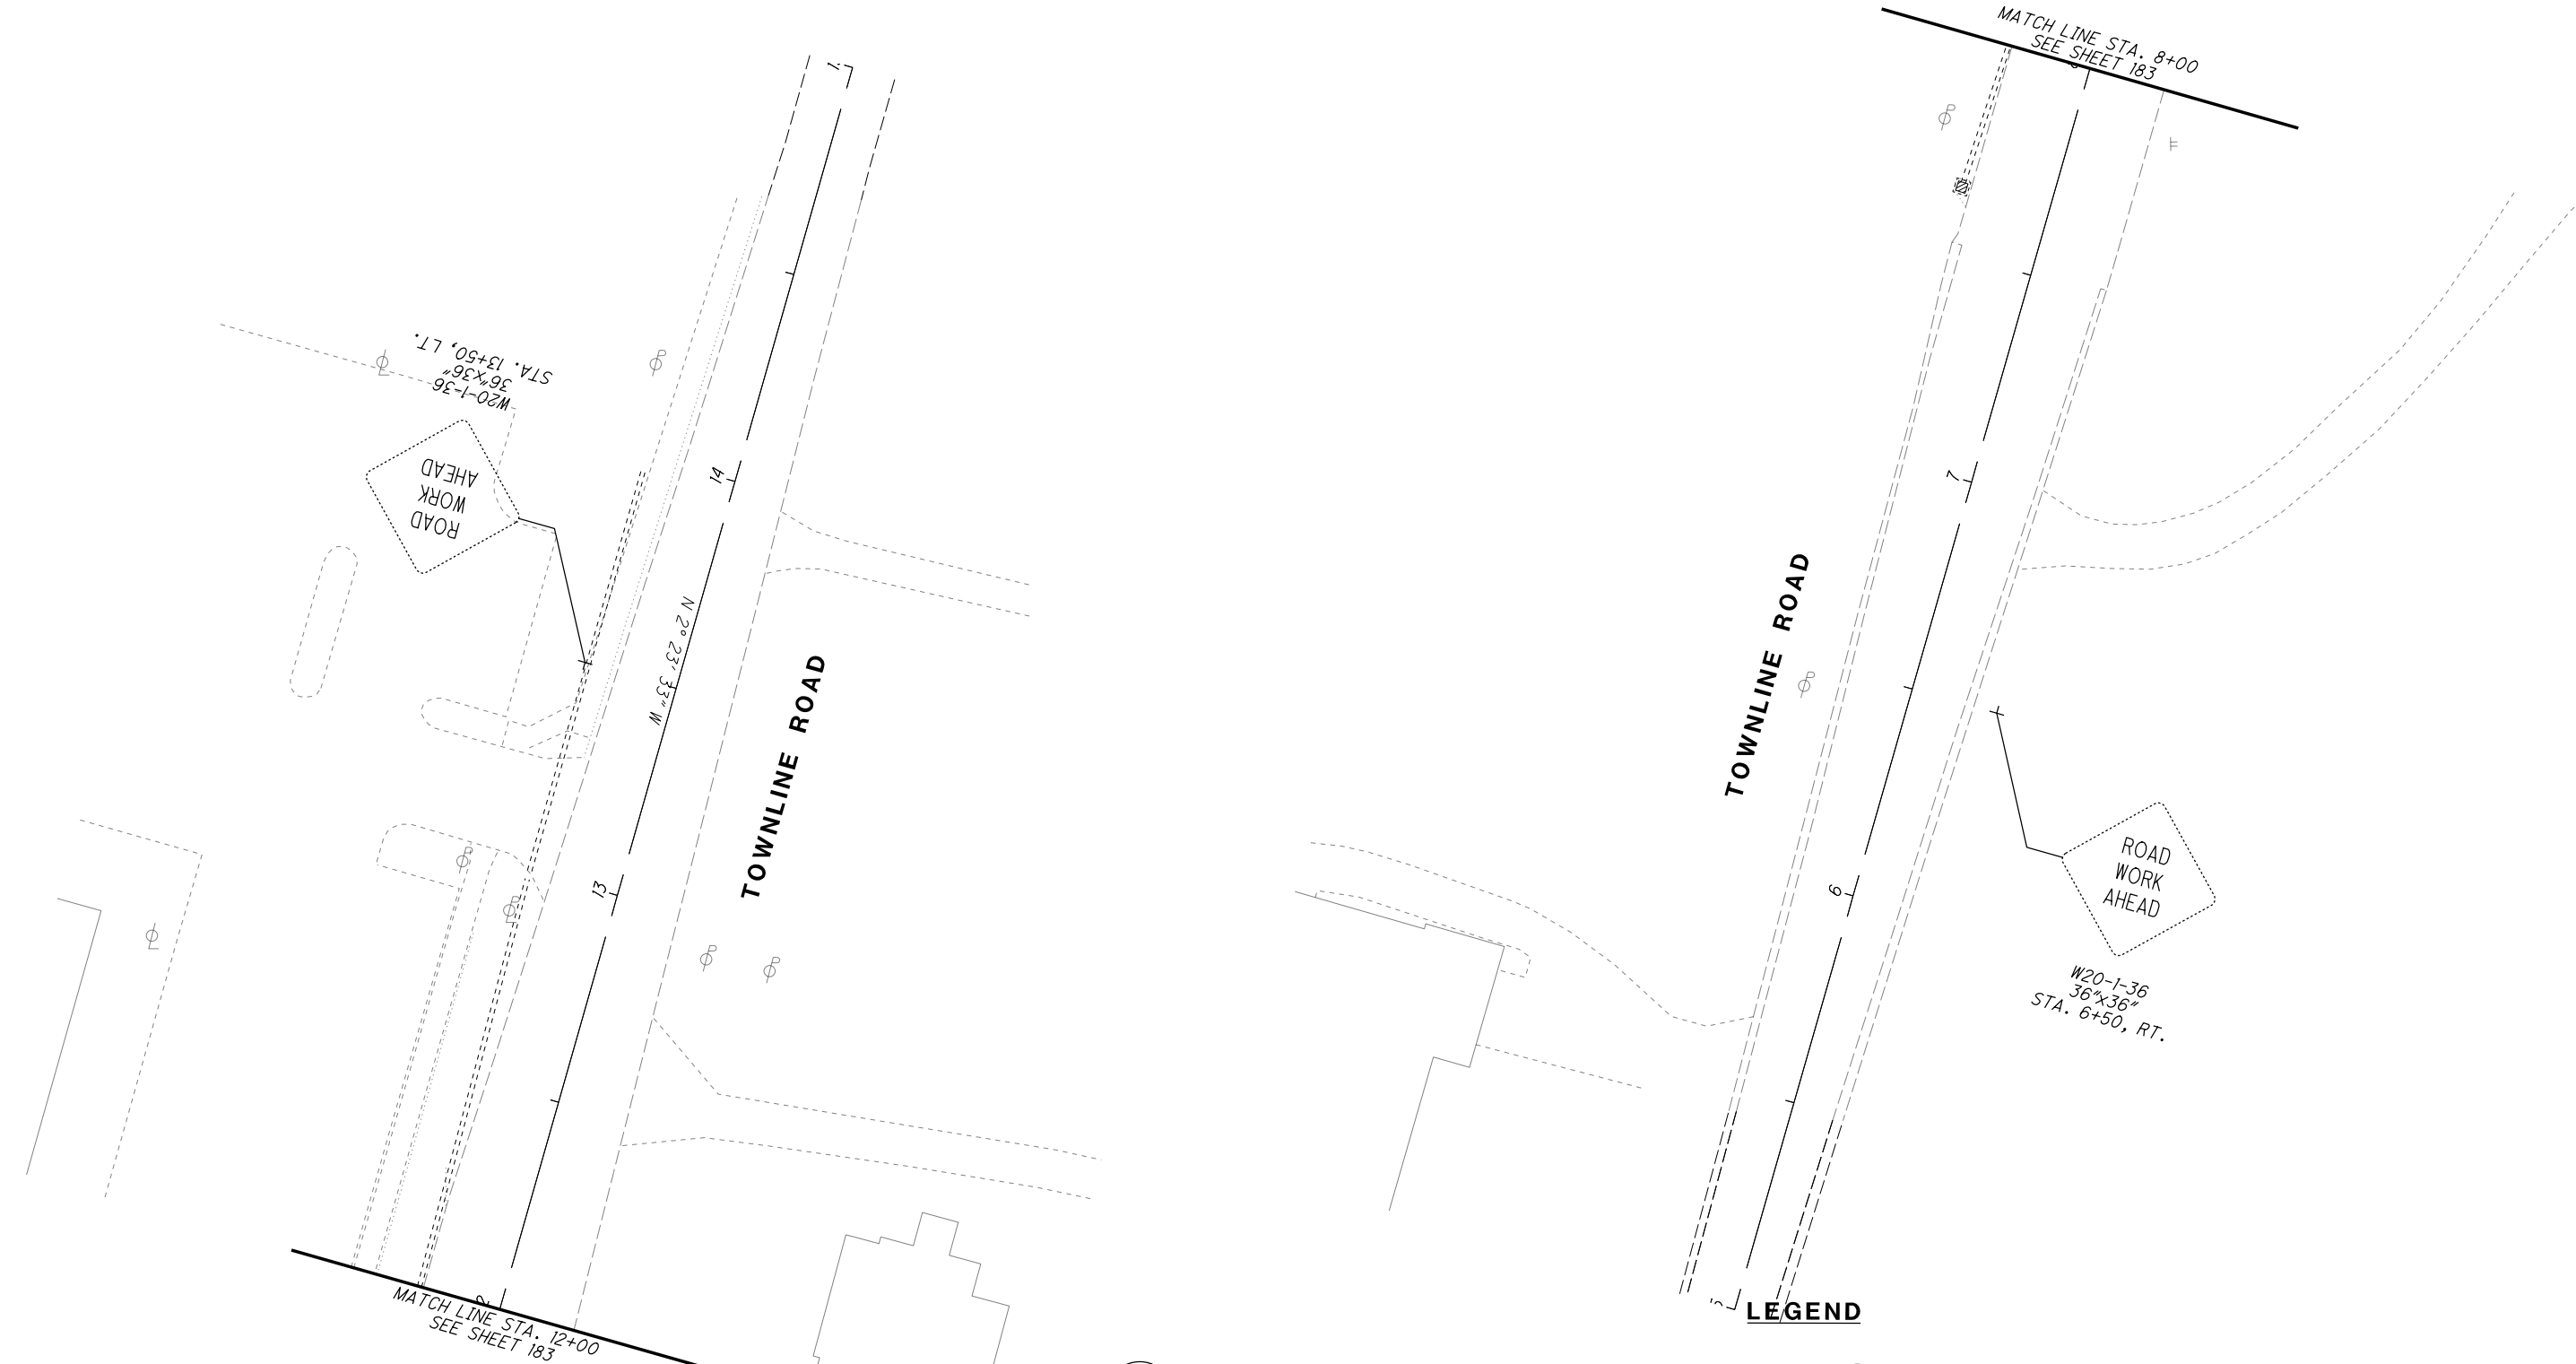 STA. 13+50, LT.
36"x36"
W20-1-36
ROAD
WORK
AHEAD
14
N 2° 23' 33" W
13
TOWNLINE ROAD
MATCH LINE STA. 12+00
SEE SHEET 183
MATCH LINE STA. 8+00
SEE SHEET 183
7
TOWNLINE ROAD
6
ROAD
WORK
AHEAD
W20-1-36
36"x36"
STA. 6+50, RT.
LEGEND